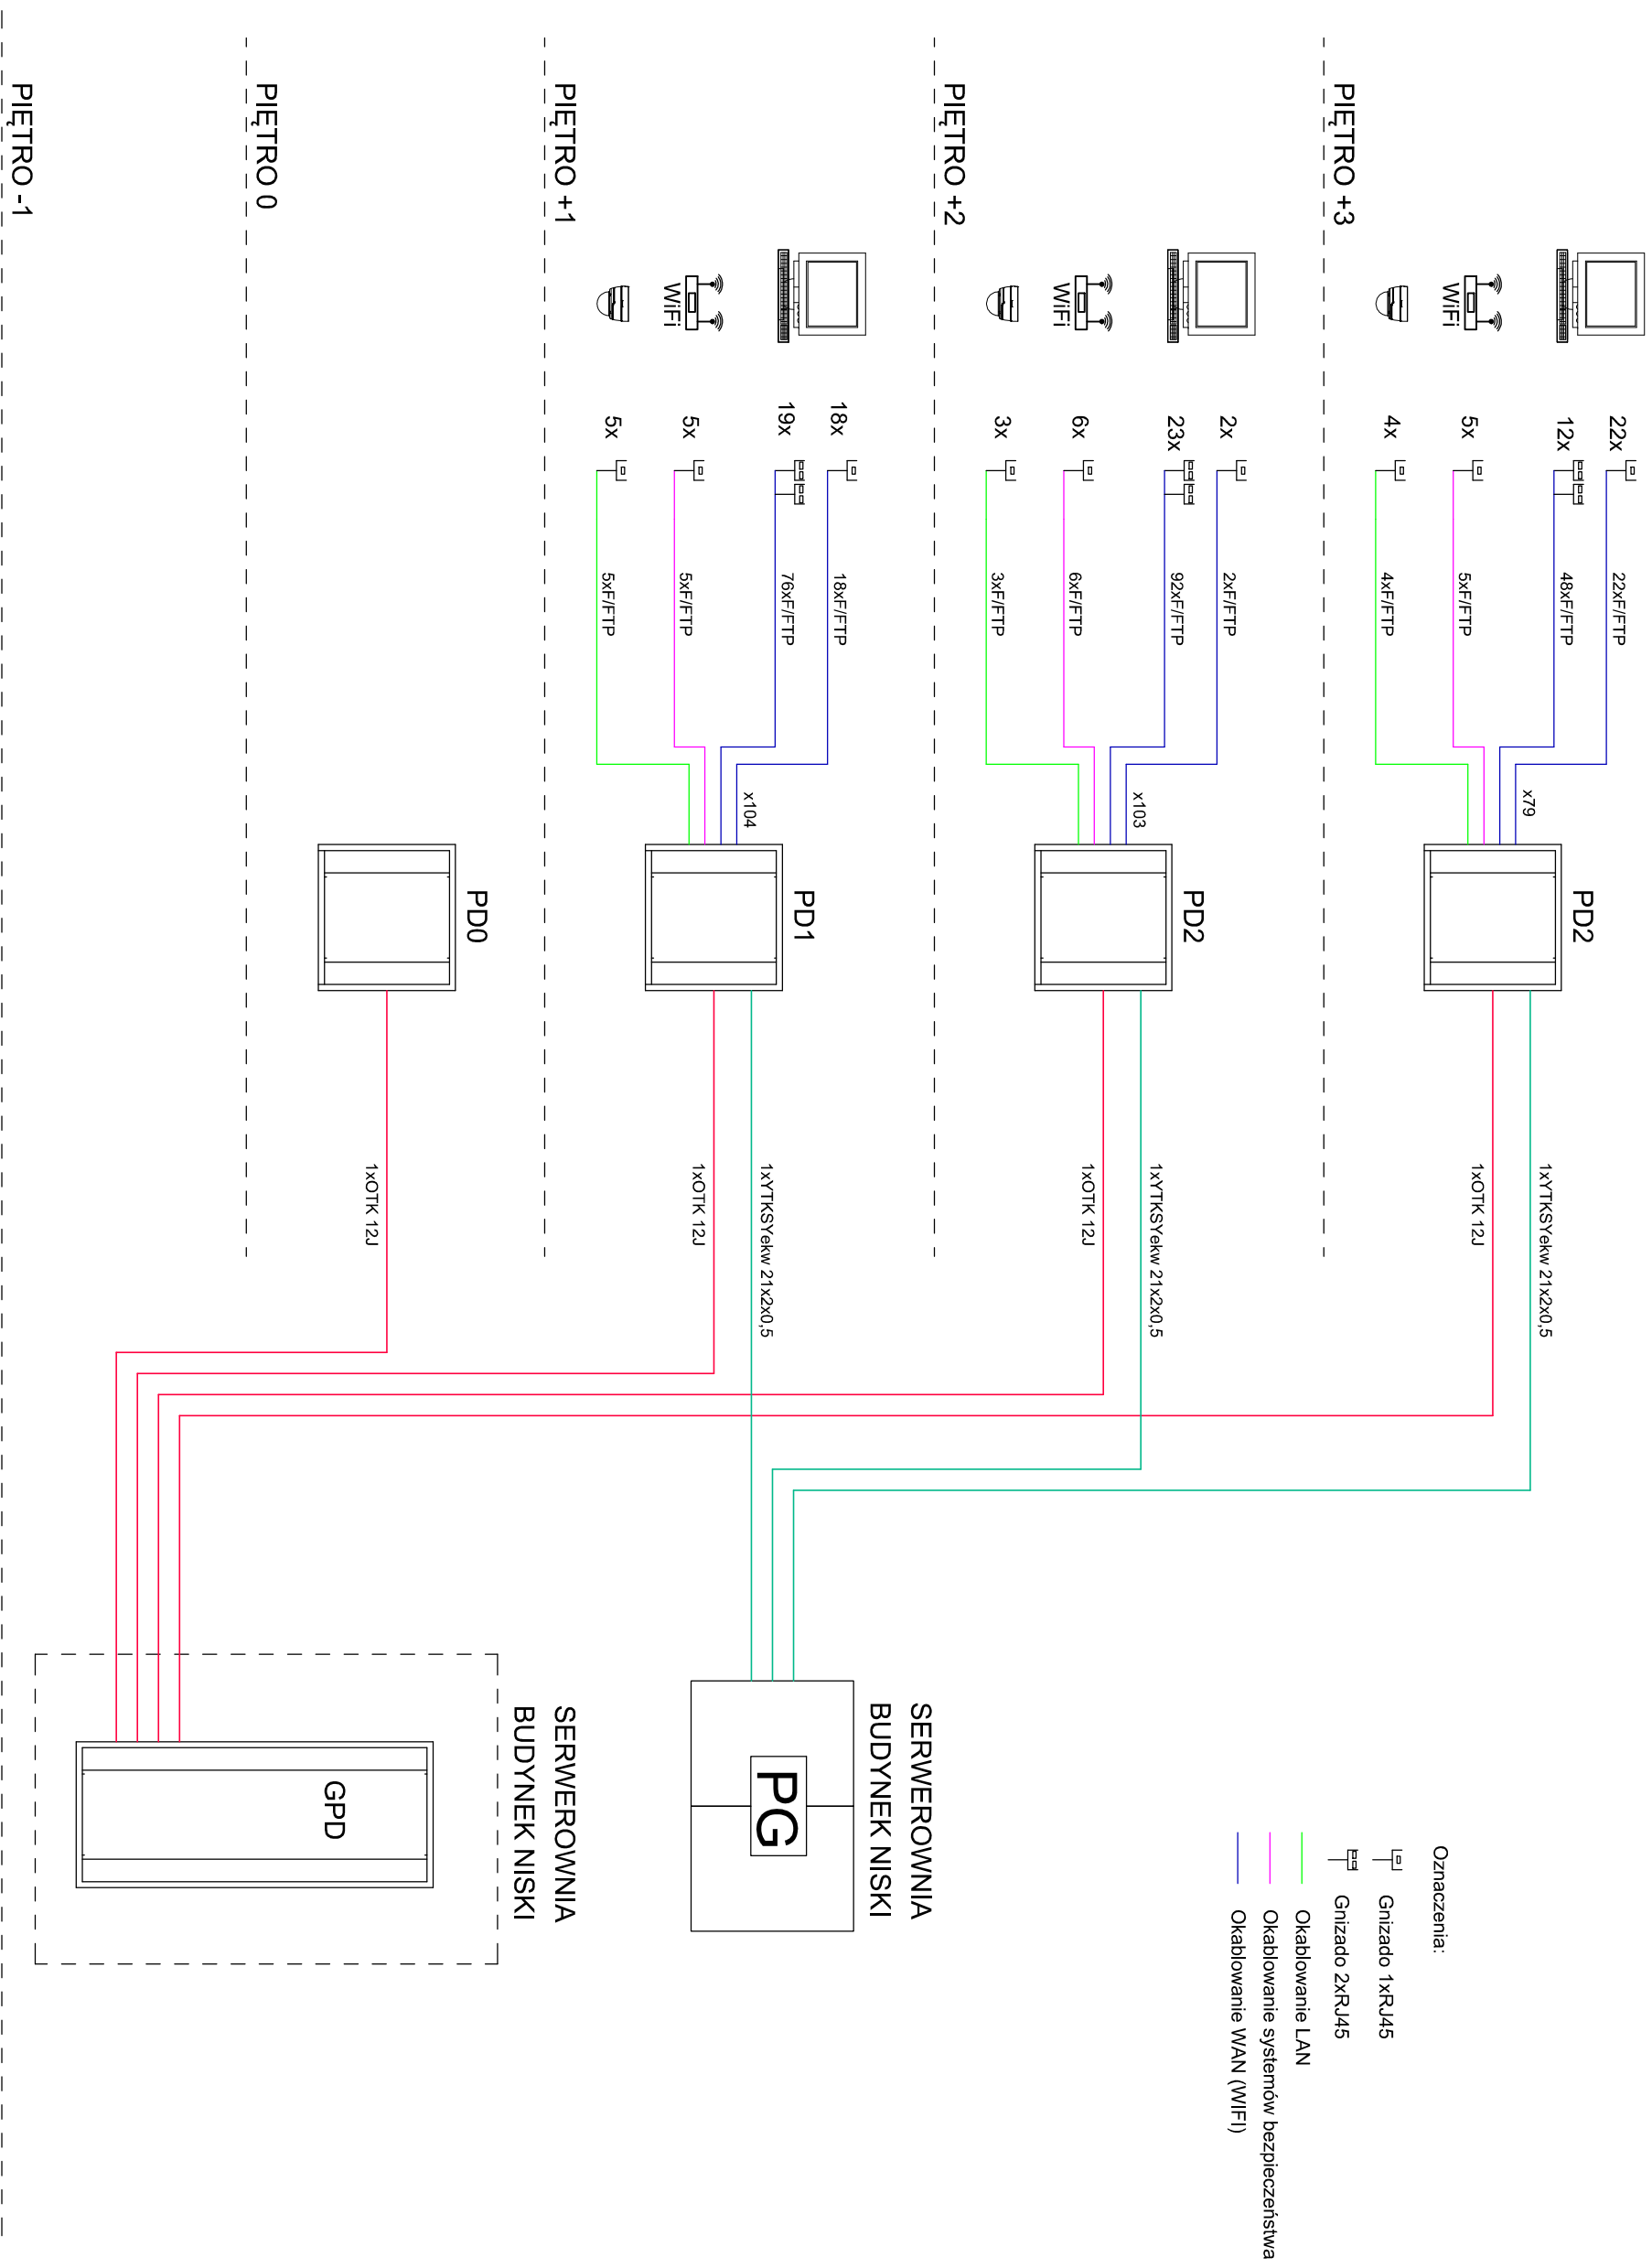 PIĘTRO +3
22x
22xF/FTP
12x
48xF/FTP
WiFi
5x
5xF/FTP
4x
4xF/FTP
x79
PD2
1xYTKSYekw 21x2x0,5
1xOTK 12J
PIĘTRO +2
2x
2xF/FTP
23x
92xF/FTP
WiFi
6x
6xF/FTP
3x
3xF/FTP
x103
PD2
1xYTKSYekw 21x2x0,5
1xOTK 12J
PIĘTRO +1
18x
18xF/FTP
19x
76xF/FTP
WiFi
5x
5xF/FTP
5x
5xF/FTP
x104
PD1
1xYTKSYekw 21x2x0,5
1xOTK 12J
PIĘTRO 0
PD0
1xOTK 12J
PIĘTRO -1
Oznaczenia:
Gnizado 1xRJ45
Gnizado 2xRJ45
Okablowanie LAN
Okablowanie systemów bezpieczeństwa
Okablowanie WAN (WIFI)
SERWEROWNIA
BUDYNEK NISKI
PG
SERWEROWNIA
BUDYNEK NISKI
GPD